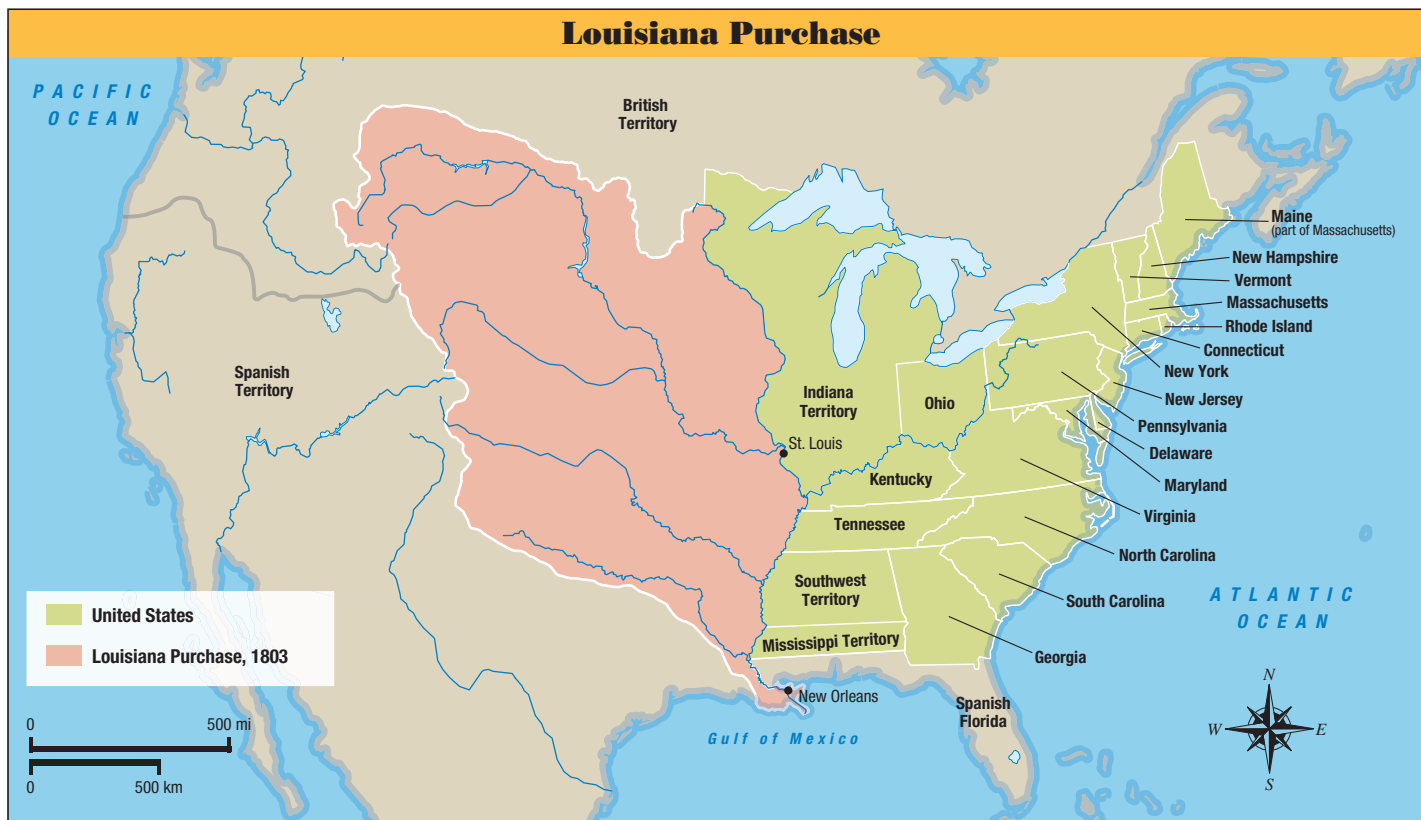 Louisiana Purchase
PACIFIC
OCEAN
British
Territory
Maine
(part of Massachusetts)
New Hampshire
Vermont
Massachusetts
Rhode Island
Connecticut
New York
New Jersey
Pennsylvania
Delaware
Maryland
Virginia
North Carolina
South Carolina
Georgia
Spanish
Territory
Indiana
Territory
Ohio
St. Louis
Kentucky
Tennessee
Southwest
Territory
Mississippi Territory
New Orleans
Spanish
Florida
Gulf of Mexico
ATLANTIC
OCEAN
United States
Louisiana Purchase, 1803
0 500 mi
0 500 km
N
W E
S